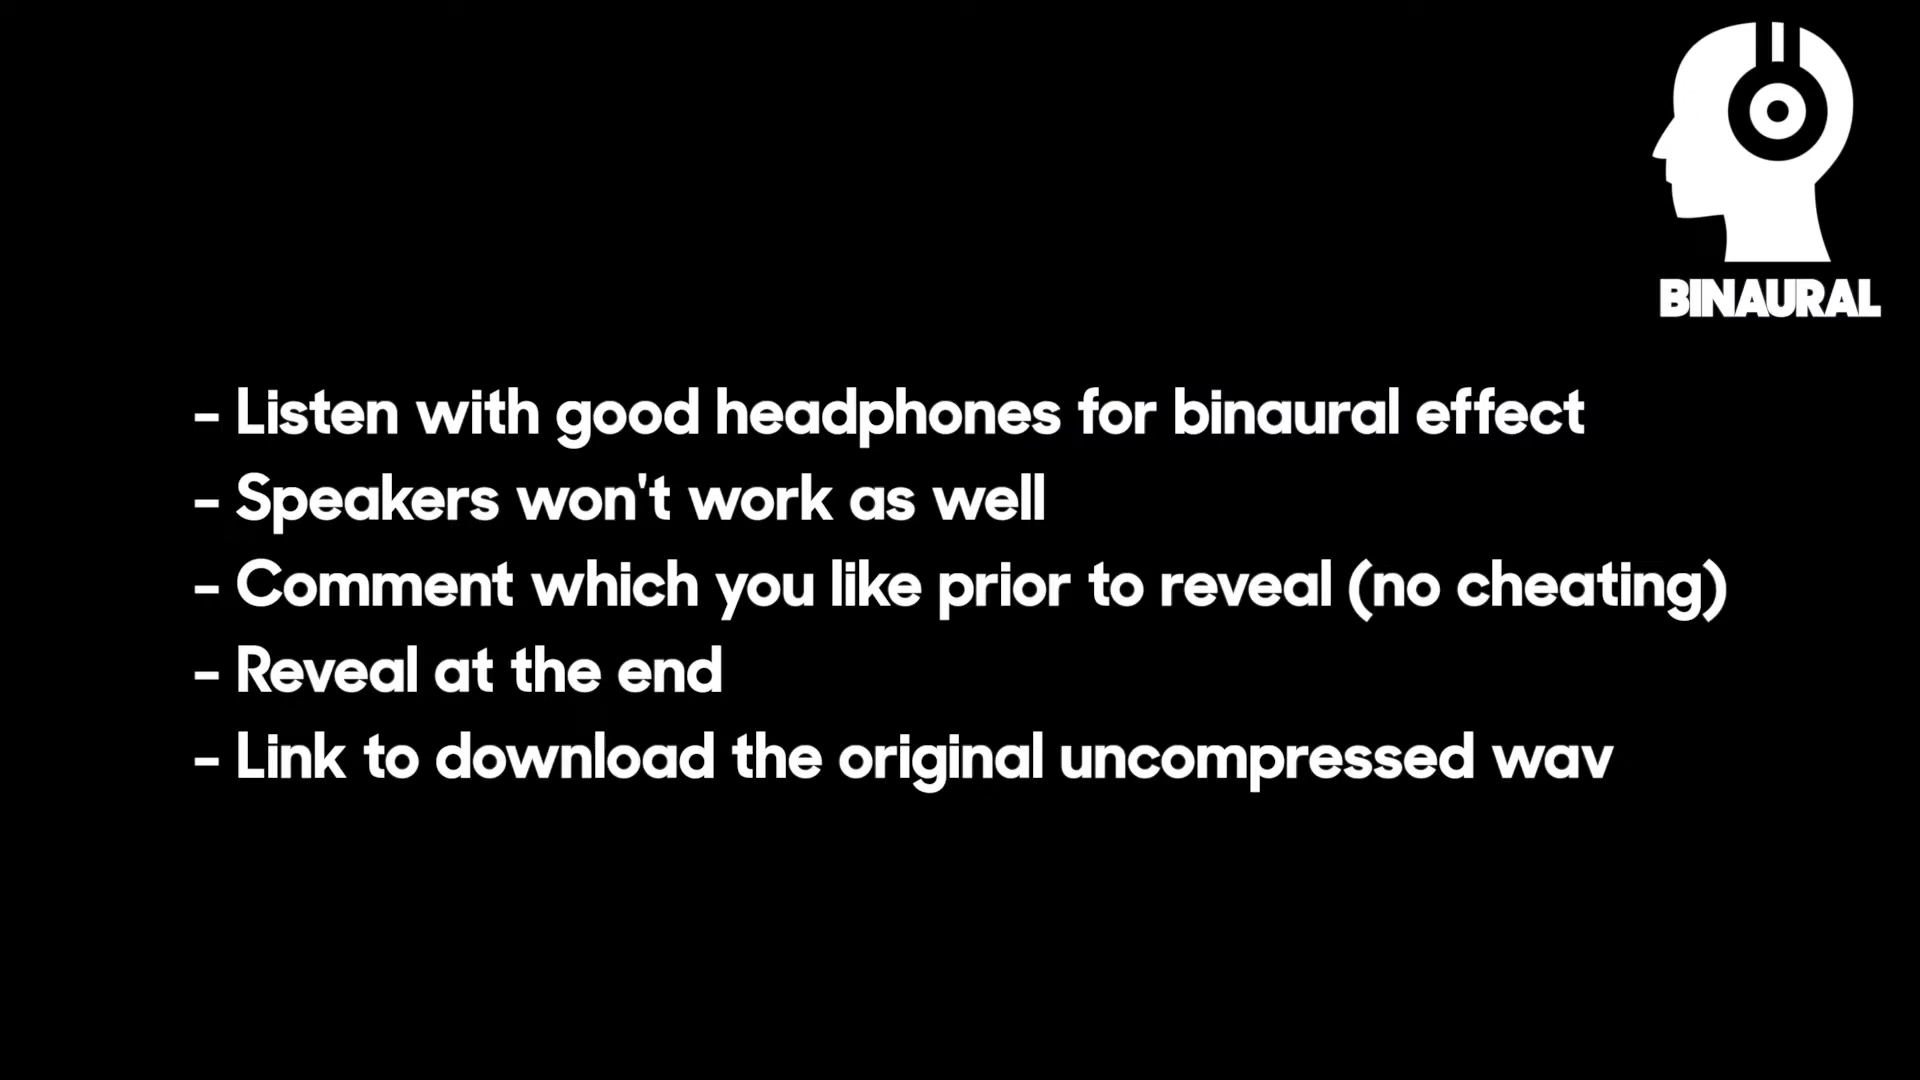 BINAURAL
- Listen with good headphones for binaural effect
- Speakers won't work as well
- Comment which you like prior to reveal (no cheating)
- Reveal at the end
- Link to download the original uncompressed wav